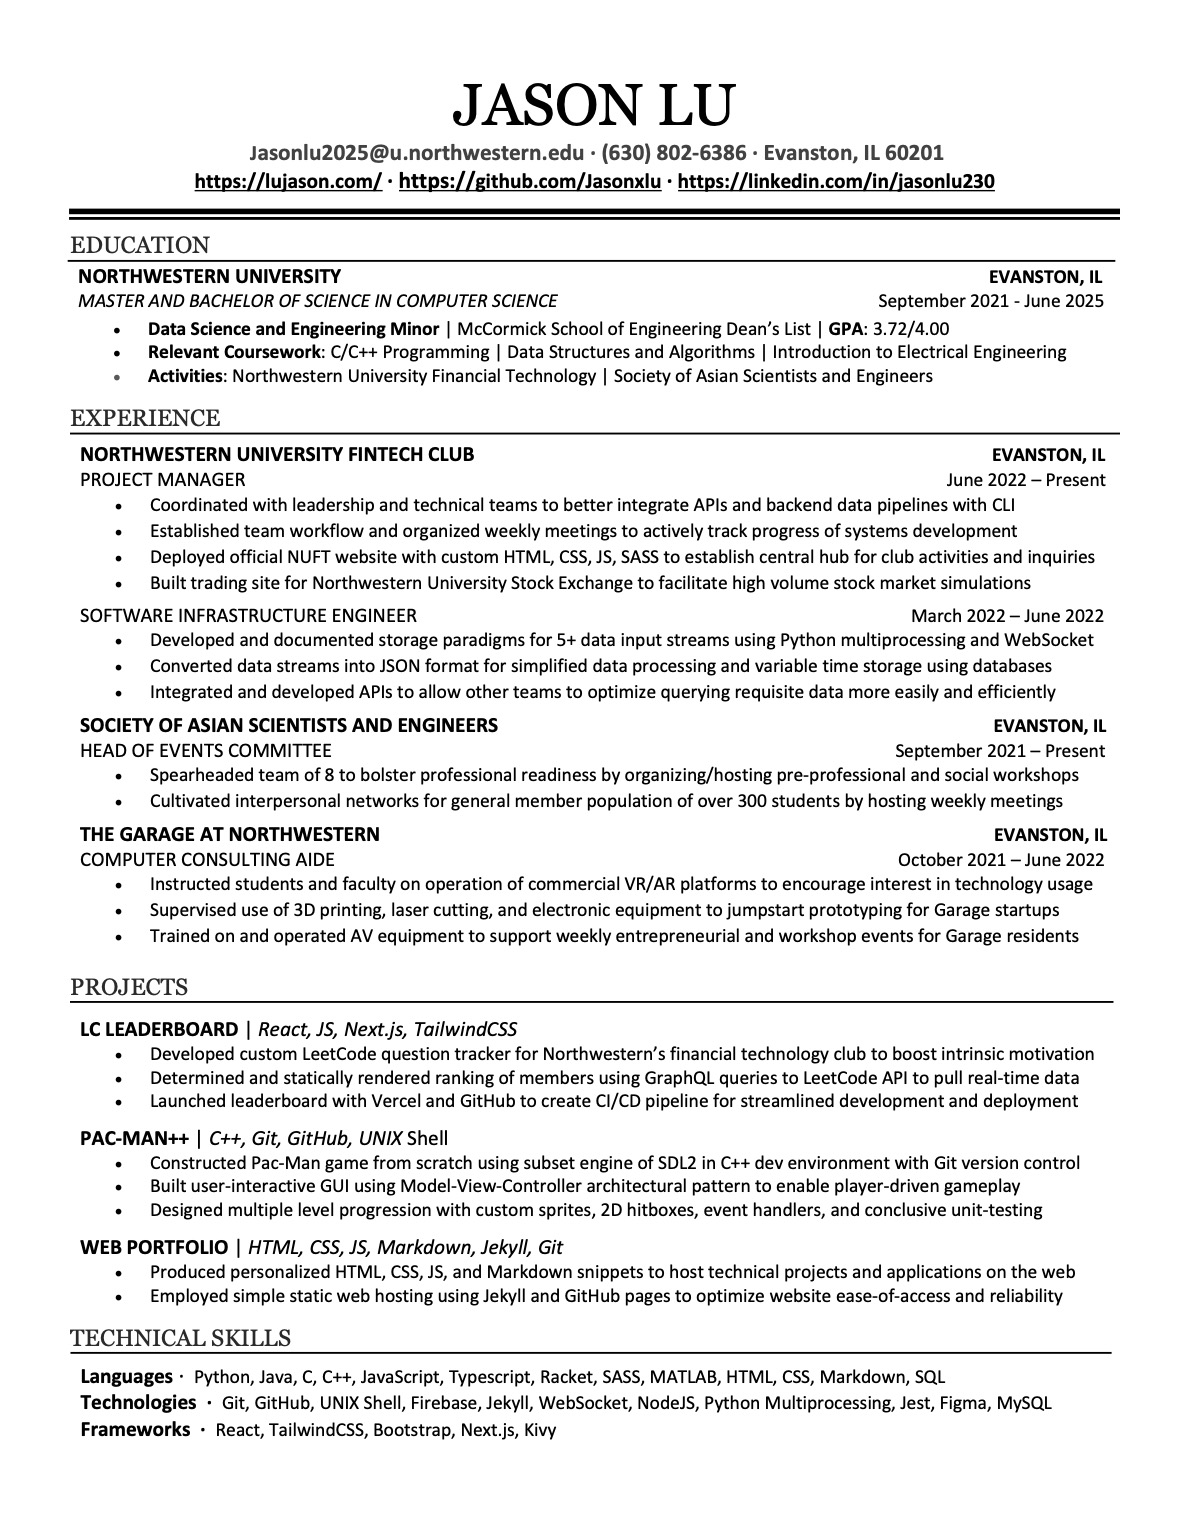 JASON LU
Jasonlu2025@u.northwestern.edu · (630) 802-6386 · Evanston, IL 60201
https://lujason.com/ · https://github.com/Jasonxlu · https://linkedin.com/in/jasonlu230
EDUCATION
NORTHWESTERN UNIVERSITY EVANSTON, IL
MASTER AND BACHELOR OF SCIENCE IN COMPUTER SCIENCE September 2021 - June 2025
• Data Science and Engineering Minor | McCormick School of Engineering Dean’s List | GPA: 3.72/4.00
• Relevant Coursework: C/C++ Programming | Data Structures and Algorithms | Introduction to Electrical Engineering
• Activities: Northwestern University Financial Technology | Society of Asian Scientists and Engineers
EXPERIENCE
NORTHWESTERN UNIVERSITY FINTECH CLUB EVANSTON, IL
PROJECT MANAGER June 2022 – Present
• Coordinated with leadership and technical teams to better integrate APIs and backend data pipelines with CLI
• Established team workflow and organized weekly meetings to actively track progress of systems development
• Deployed official NUFT website with custom HTML, CSS, JS, SASS to establish central hub for club activities and inquiries
• Built trading site for Northwestern University Stock Exchange to facilitate high volume stock market simulations
SOFTWARE INFRASTRUCTURE ENGINEER March 2022 – June 2022
• Developed and documented storage paradigms for 5+ data input streams using Python multiprocessing and WebSocket
• Converted data streams into JSON format for simplified data processing and variable time storage using databases
• Integrated and developed APIs to allow other teams to optimize querying requisite data more easily and efficiently
SOCIETY OF ASIAN SCIENTISTS AND ENGINEERS EVANSTON, IL
HEAD OF EVENTS COMMITTEE September 2021 – Present
• Spearheaded team of 8 to bolster professional readiness by organizing/hosting pre-professional and social workshops
• Cultivated interpersonal networks for general member population of over 300 students by hosting weekly meetings
THE GARAGE AT NORTHWESTERN EVANSTON, IL
COMPUTER CONSULTING AIDE October 2021 – June 2022
• Instructed students and faculty on operation of commercial VR/AR platforms to encourage interest in technology usage
• Supervised use of 3D printing, laser cutting, and electronic equipment to jumpstart prototyping for Garage startups
• Trained on and operated AV equipment to support weekly entrepreneurial and workshop events for Garage residents
PROJECTS
LC LEADERBOARD | React, JS, Next.js, TailwindCSS
• Developed custom LeetCode question tracker for Northwestern’s financial technology club to boost intrinsic motivation
• Determined and statically rendered ranking of members using GraphQL queries to LeetCode API to pull real-time data
• Launched leaderboard with Vercel and GitHub to create CI/CD pipeline for streamlined development and deployment
PAC-MAN++ | C++, Git, GitHub, UNIX Shell
• Constructed Pac-Man game from scratch using subset engine of SDL2 in C++ dev environment with Git version control
• Built user-interactive GUI using Model-View-Controller architectural pattern to enable player-driven gameplay
• Designed multiple level progression with custom sprites, 2D hitboxes, event handlers, and conclusive unit-testing
WEB PORTFOLIO | HTML, CSS, JS, Markdown, Jekyll, Git
• Produced personalized HTML, CSS, JS, and Markdown snippets to host technical projects and applications on the web
• Employed simple static web hosting using Jekyll and GitHub pages to optimize website ease-of-access and reliability
TECHNICAL SKILLS
Languages · Python, Java, C, C++, JavaScript, Typescript, Racket, SASS, MATLAB, HTML, CSS, Markdown, SQL
Technologies · Git, GitHub, UNIX Shell, Firebase, Jekyll, WebSocket, NodeJS, Python Multiprocessing, Jest, Figma, MySQL
Frameworks · React, TailwindCSS, Bootstrap, Next.js, Kivy